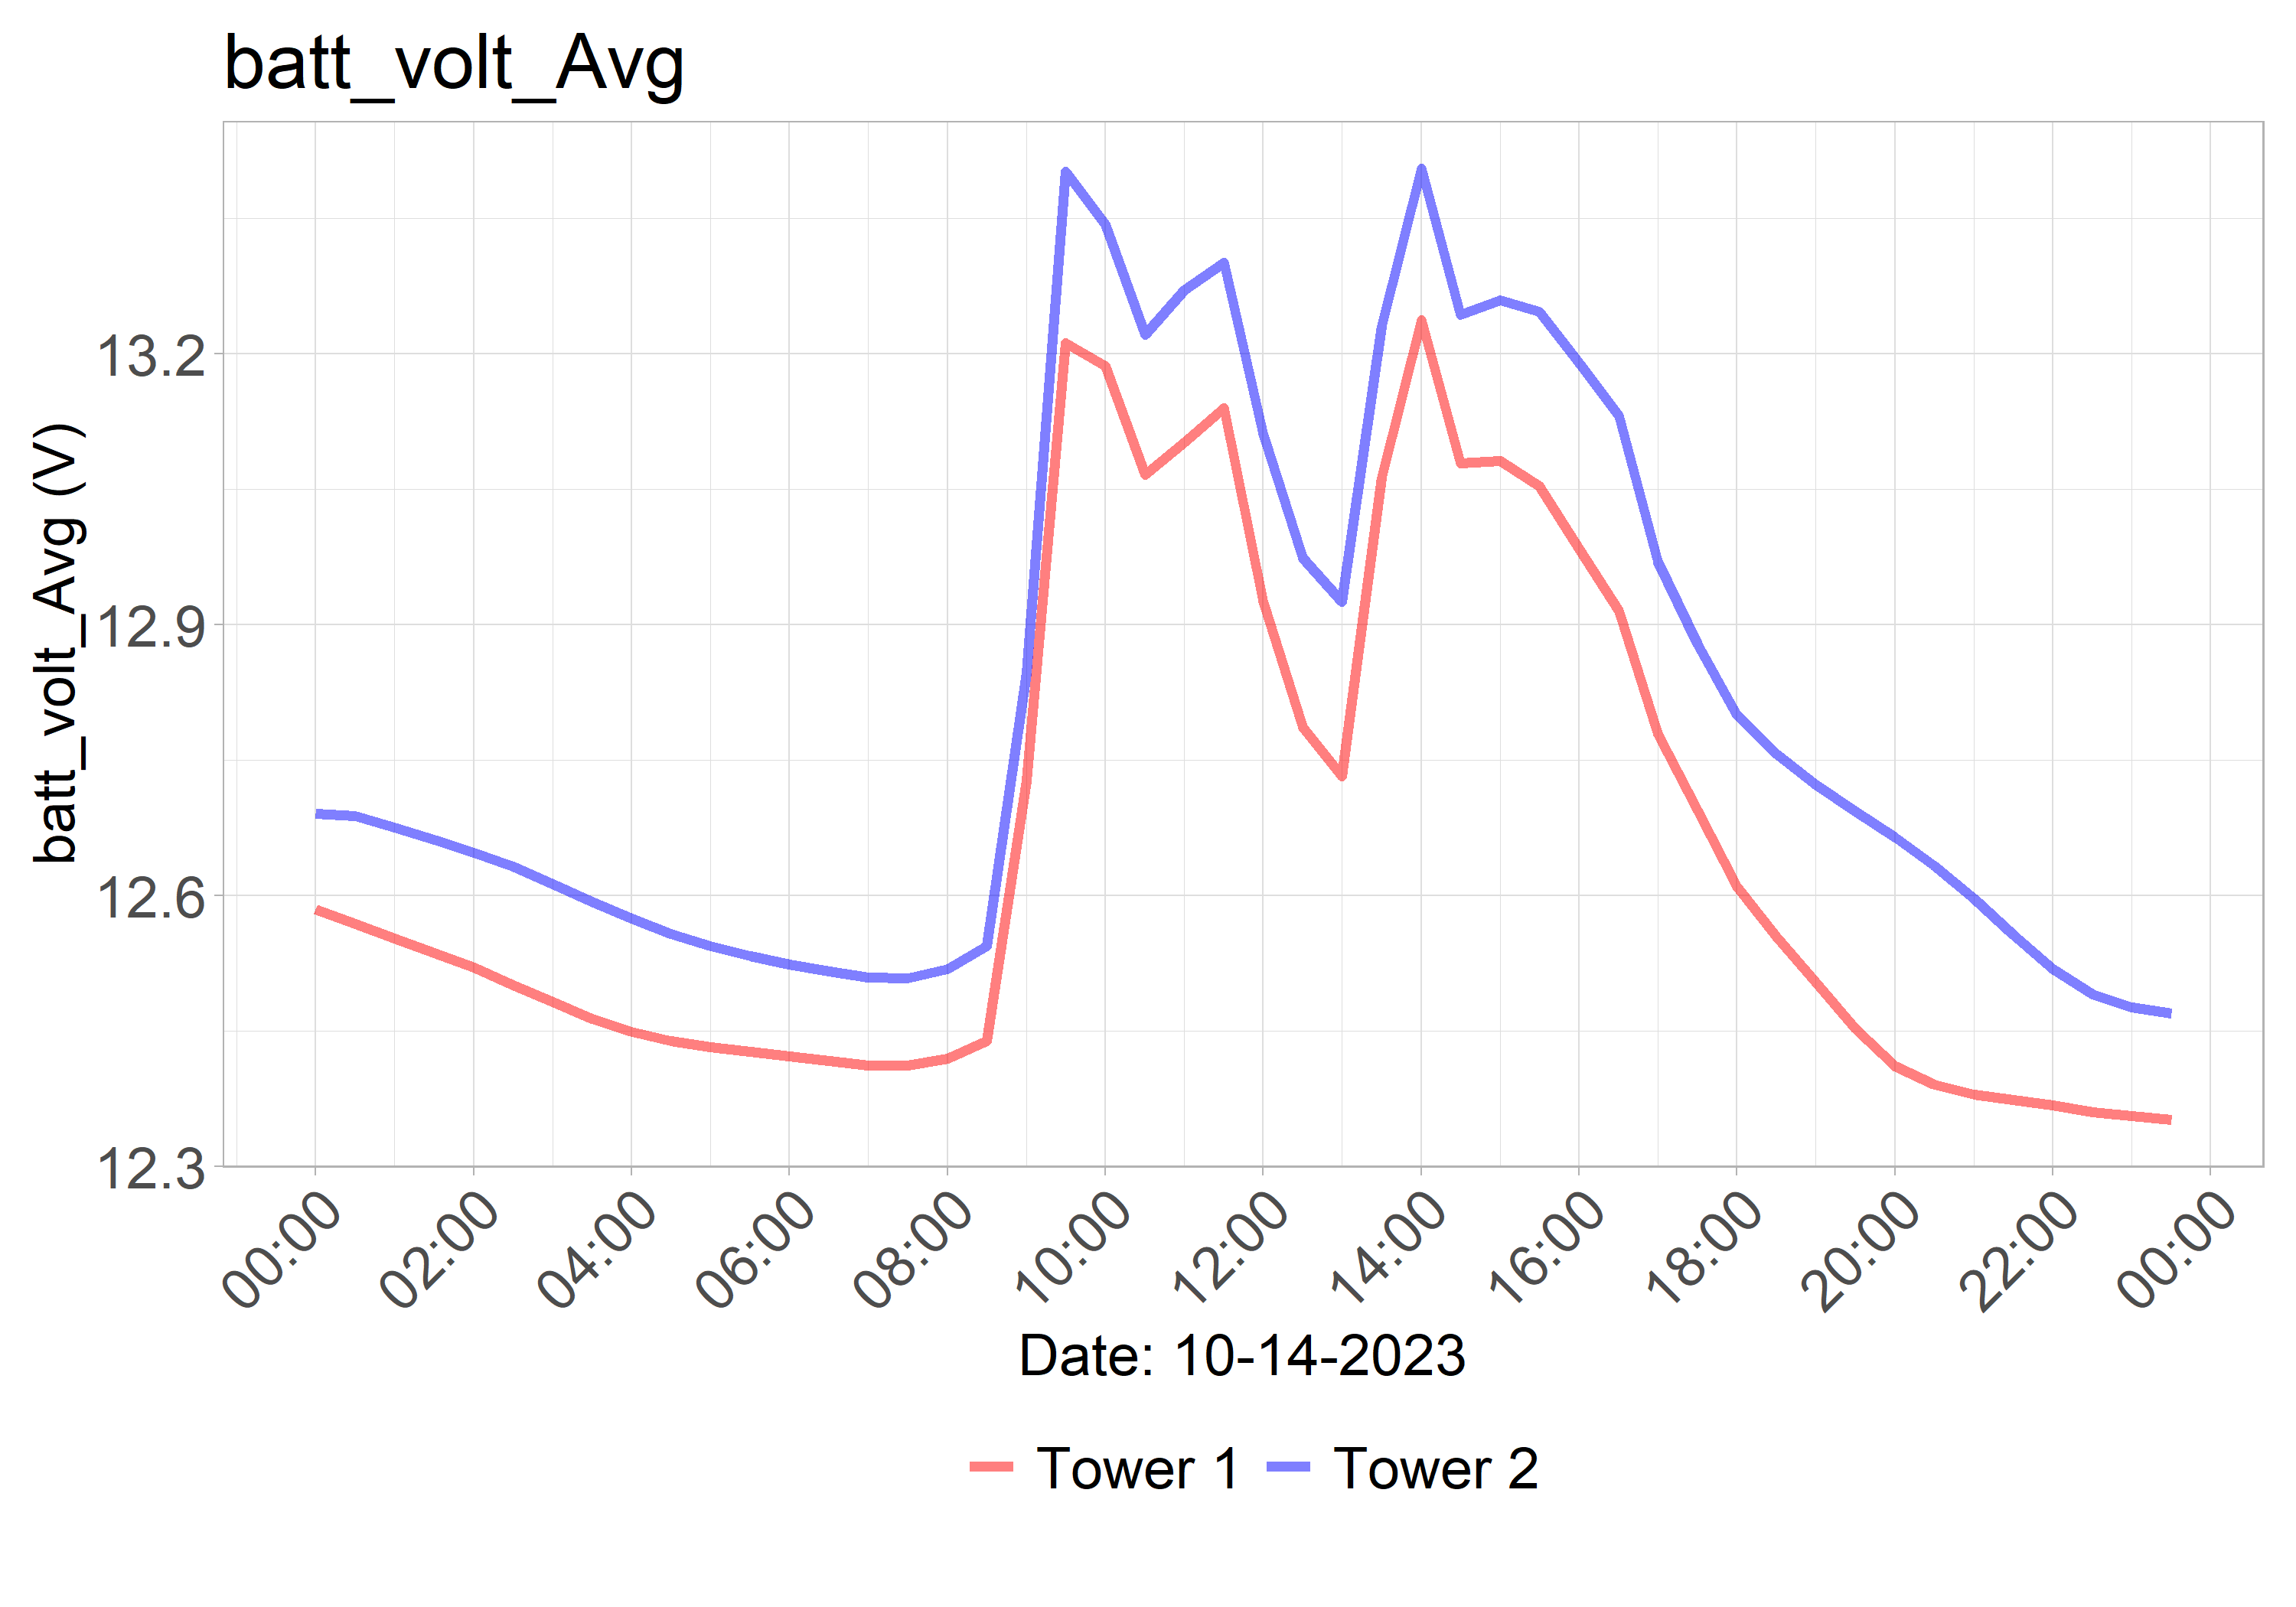 batt_volt_Avg
batt_volt_Avg (V)
13.2
12.9
12.6
12.3
00:00 02:00 04:00 06:00 08:00 10:00 12:00 14:00 16:00 18:00 20:00 22:00 00:00
Date: 10-14-2023
Tower 1 Tower 2